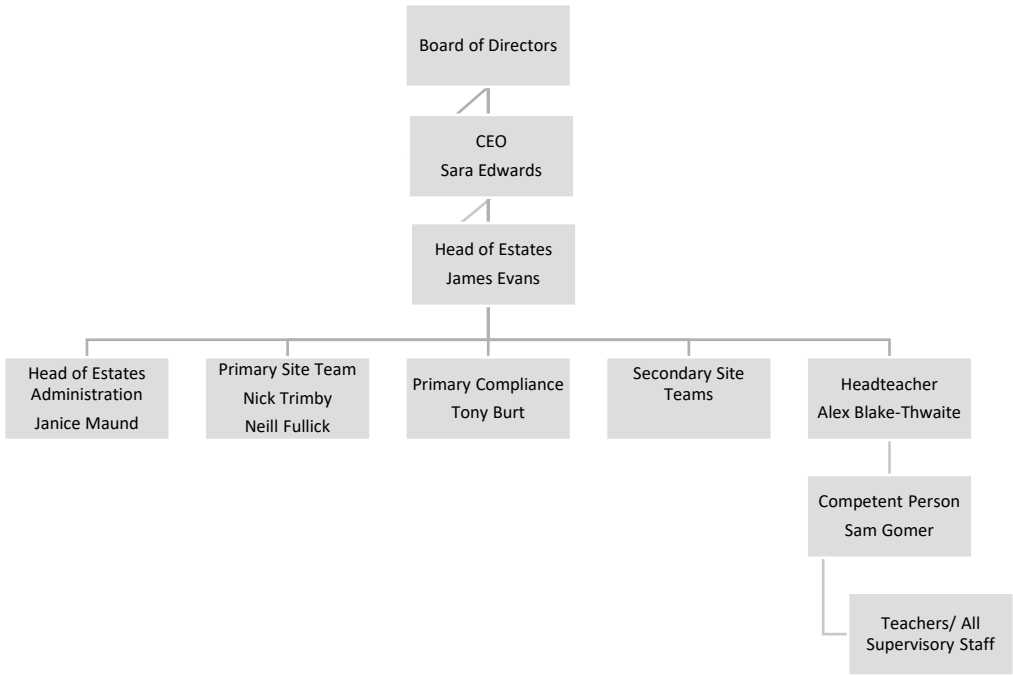 Board of Directors
CEO
Sara Edwards
Head of Estates
James Evans
Head of Estates
Administration
Janice Maund
Primary Site Team
Nick Trimby
Neill Fullick
Primary Compliance
Tony Burt
Secondary Site
Teams
Headteacher
Alex Blake-Thwaite
Competent Person
Sam Gomer
Teachers/ All
Supervisory Staff